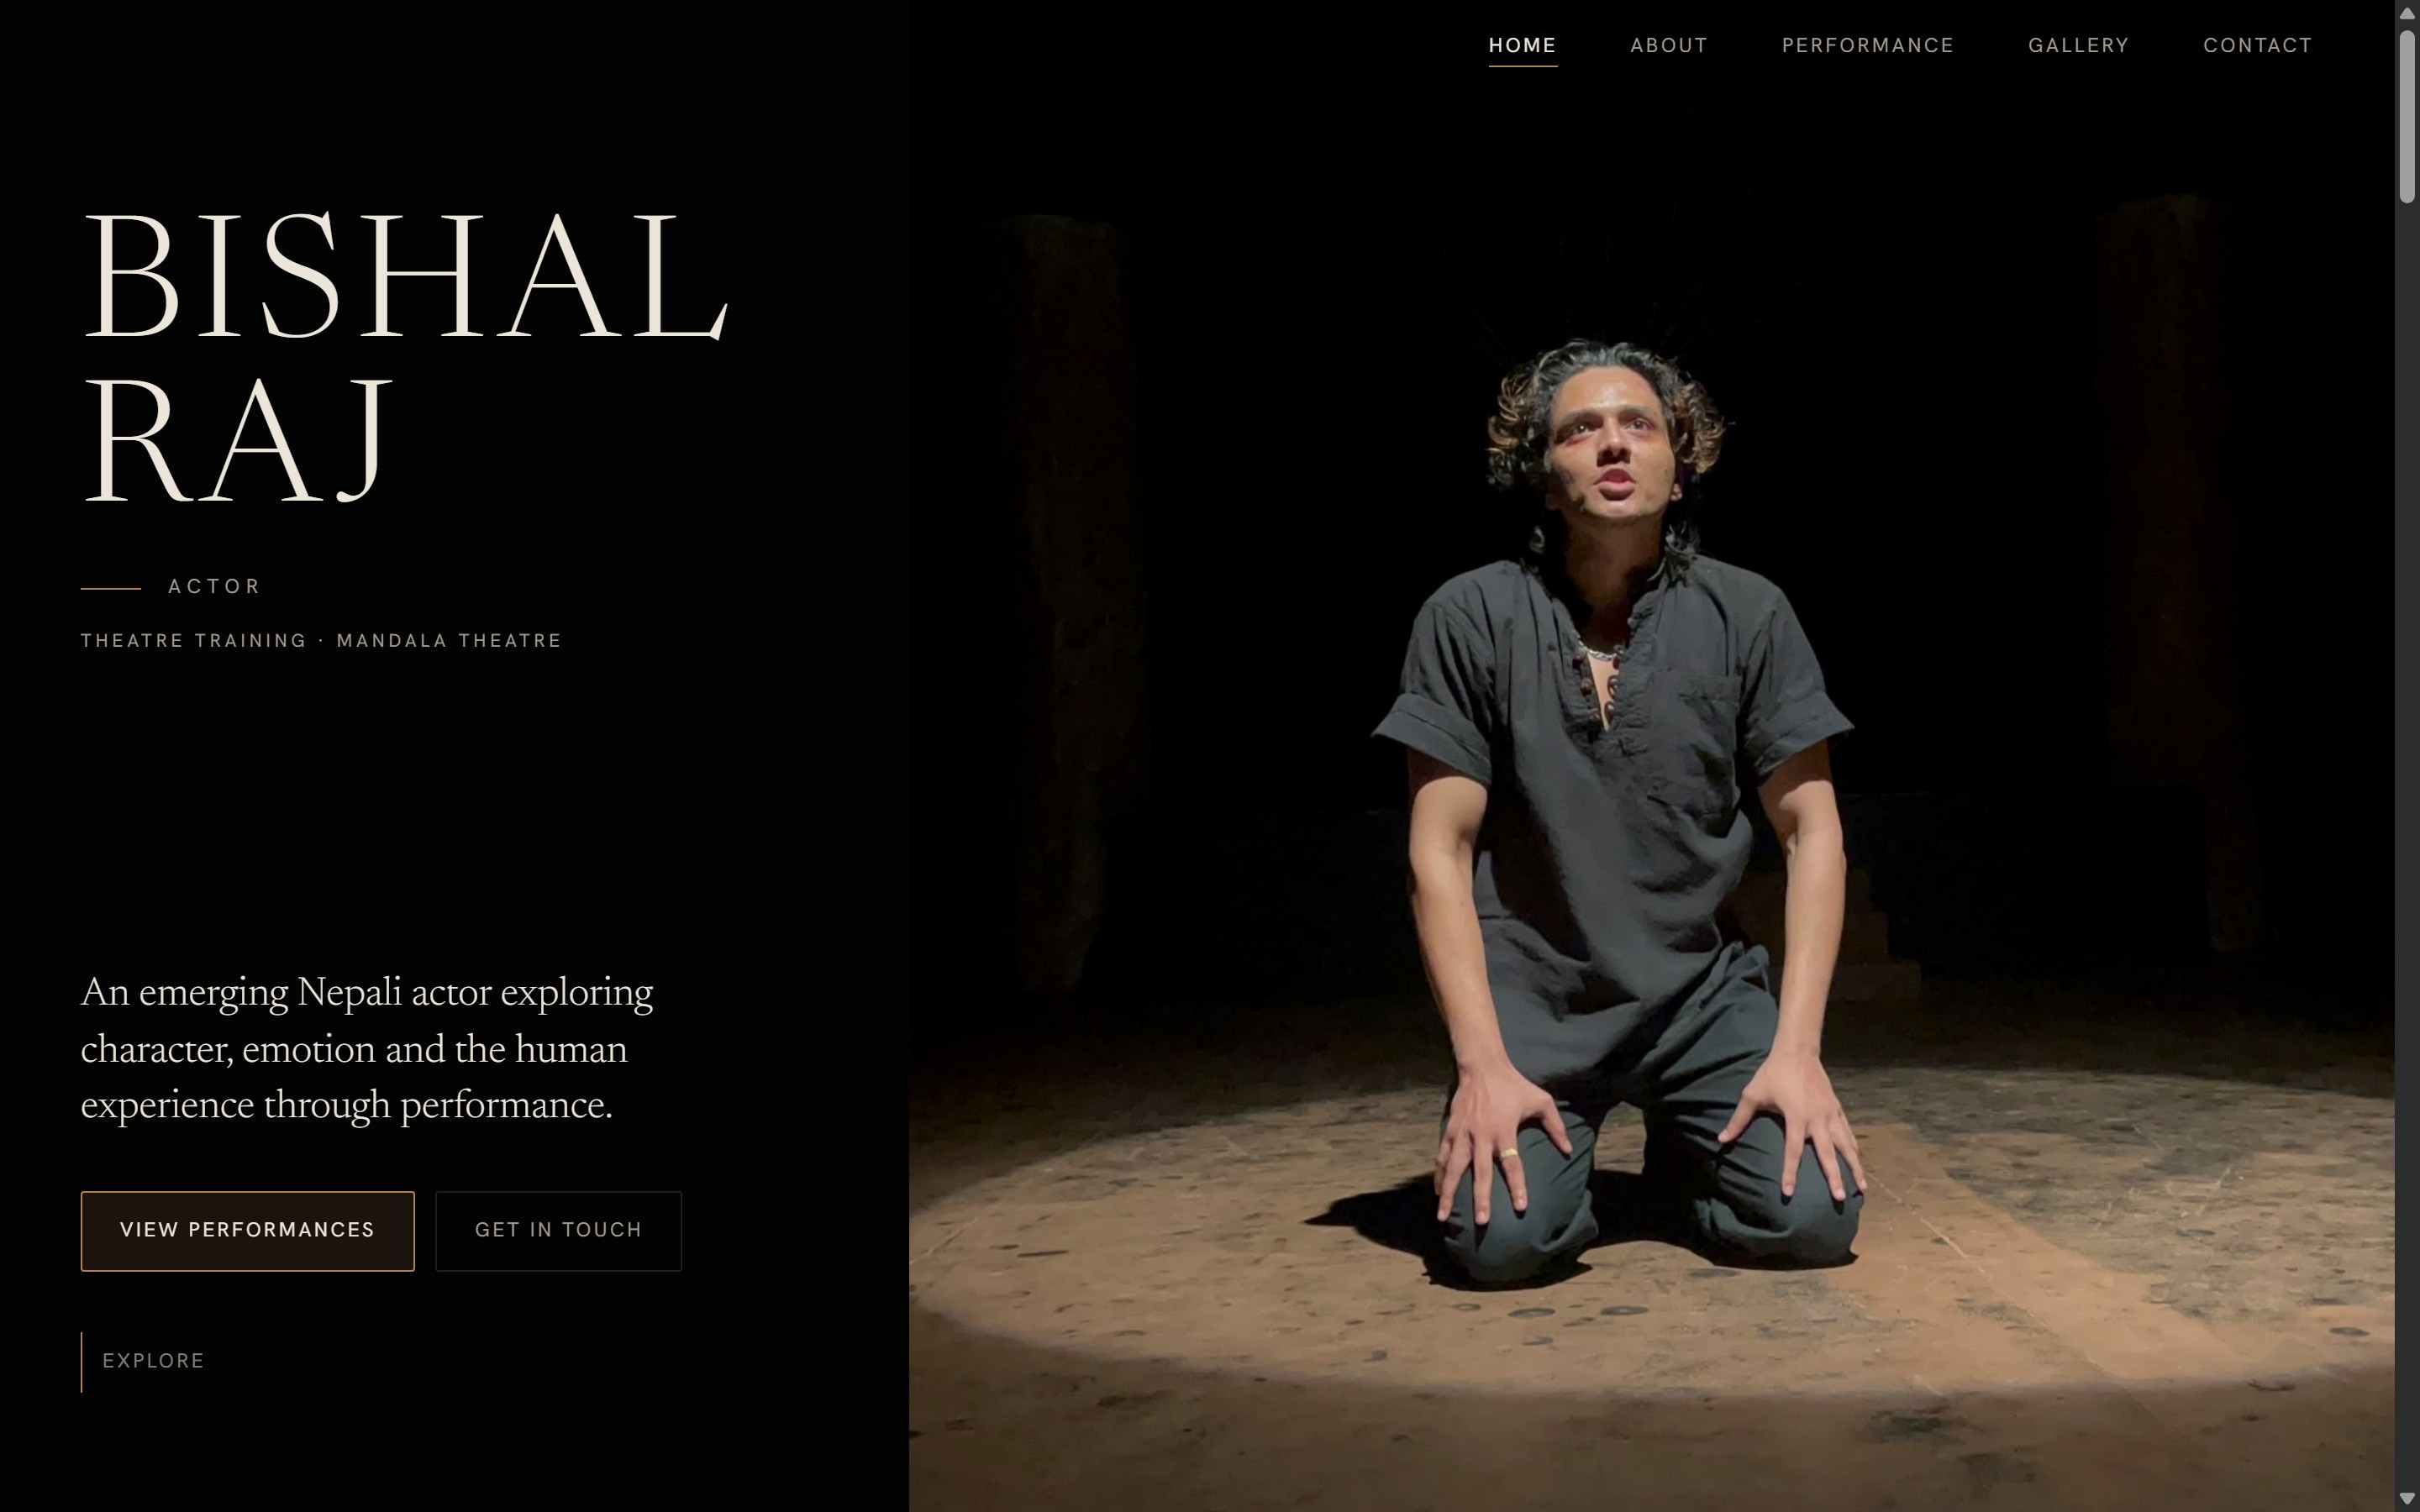 HOME ABOUT PERFORMANCE GALLERY CONTACT
BISHAL
RAJ
ACTOR
THEATRE TRAINING · MANDALA THEATRE
An emerging Nepali actor exploring
character, emotion and the human
experience through performance.
VIEW PERFORMANCES GET IN TOUCH
EXPLORE